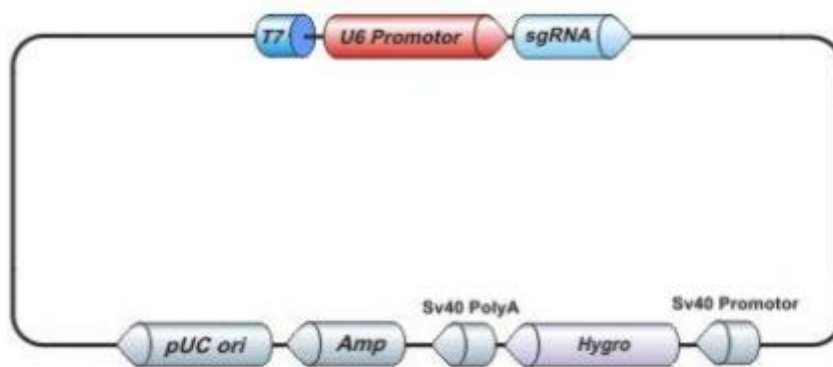 T7
U6 Promotor
sgRNA
Sv40 PolyA
Sv40 Promotor
pUC ori
Amp
Hygro